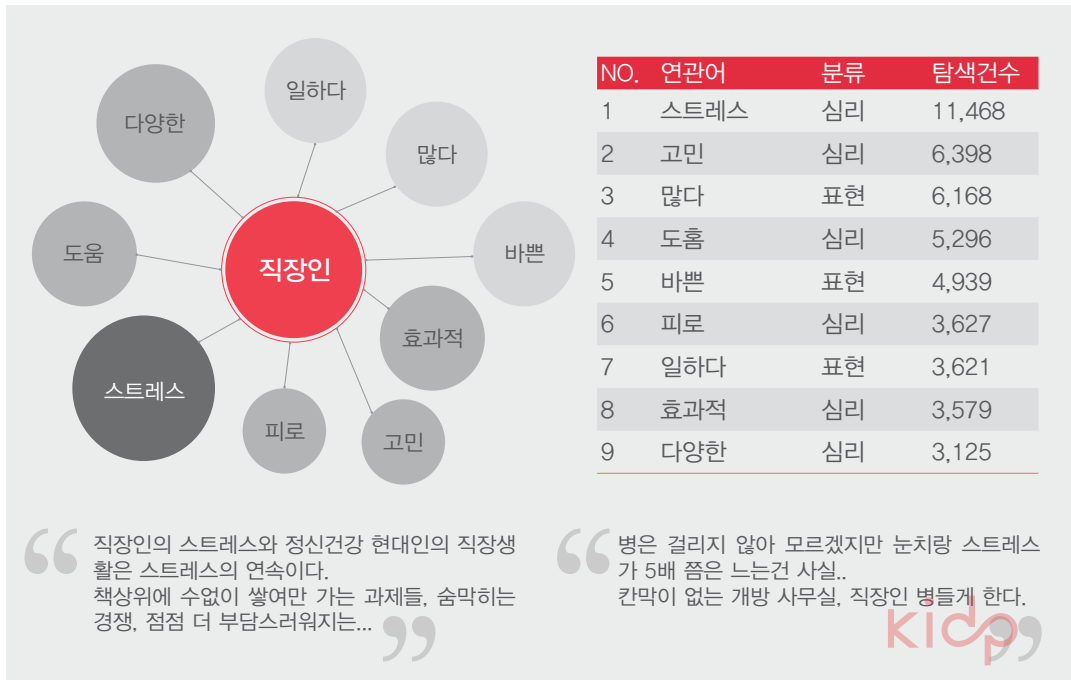 일하다
다양한
많다
도움
직장인
바쁜
효과적
스트레스
피로
고민
NO. 연관어 분류 탐색건수
1 스트레스 심리 11,468
2 고민 심리 6,398
3 많다 표현 6,168
4 도홈 심리 5,296
5 바쁜 표현 4,939
6 피로 심리 3,627
7 일하다 표현 3,621
8 효과적 심리 3,579
9 다양한 심리 3,125
“
직장인의 스트레스와 정신건강 현대인의 직장생
활은 스트레스의 연속이다.
책상위에 수없이 쌓여만 가는 과제들, 숨막히는
경쟁, 점점 더 부담스러워지는...
”
“
병은 걸리지 않아 모르겠지만 눈치랑 스트레스
가 5배 쯤은 느는건 사실..
칸막이 없는 개방 사무실, 직장인 병들게 한다.
”
kidp